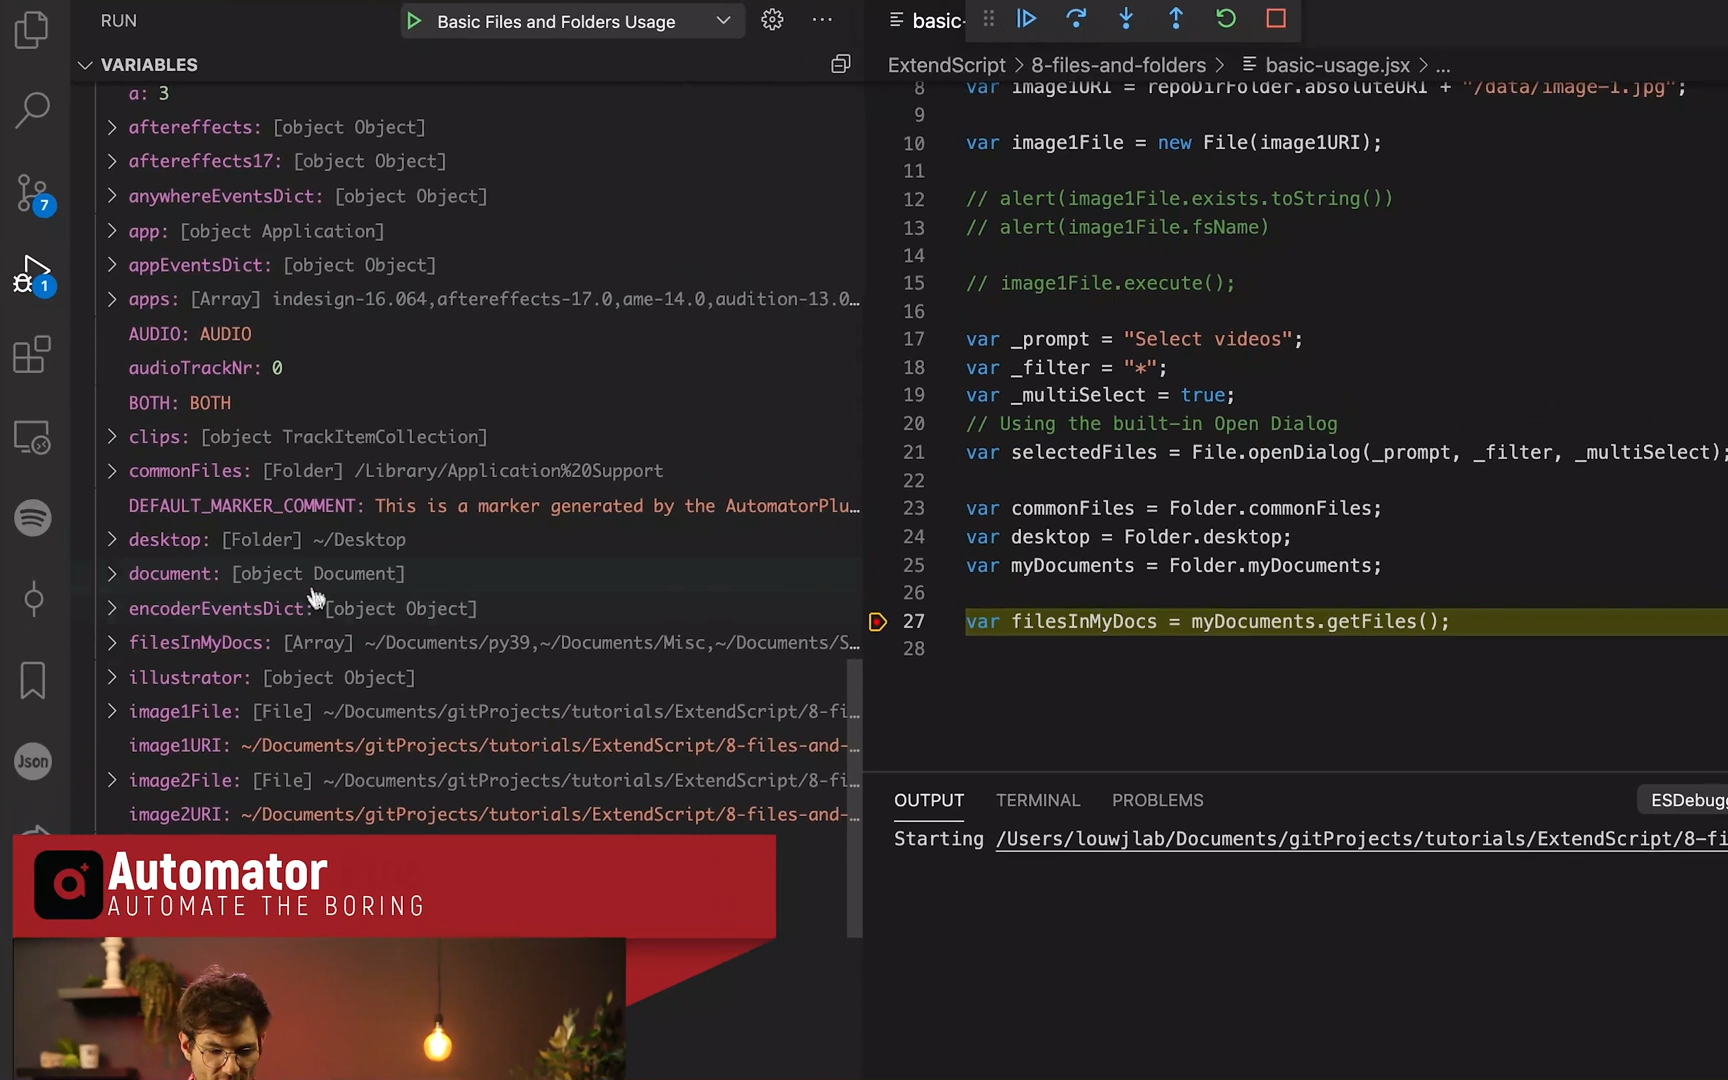 RUN
Basic Files and Folders Usage
VARIABLES
a: 3
aftereffects: [object Object]
aftereffects17: [object Object]
anywhereEventsDict: [object Object]
app: [object Application]
appEventsDict: [object Object]
apps: [Array] indesign-16.064,aftereffects-17.0,ame-14.0,audition-13.0…
AUDIO: AUDIO
audioTrackNr: 0
BOTH: BOTH
clips: [object TrackItemCollection]
commonFiles: [Folder] /Library/Application%20Support
DEFAULT_MARKER_COMMENT: This is a marker generated by the AutomatorPlu…
desktop: [Folder] ~/Desktop
document: [object Document]
encoderEventsDict: [object Object]
filesInMyDocs: [Array] ~/Documents/py39,~/Documents/Misc,~/Documents/S…
illustrator: [object Object]
image1File: [File] ~/Documents/gitProjects/tutorials/ExtendScript/8-fi…
image1URI: ~/Documents/gitProjects/tutorials/ExtendScript/8-files-and-…
image2File: [File] ~/Documents/gitProjects/tutorials/ExtendScript/8-fi…
image2URI: ~/Documents/gitProjects/tutorials/ExtendScript/8-files-and-…
7
1
Json
Automator
AUTOMATE THE BORING
basic-
ExtendScript > 8-files-and-folders > basic-usage.jsx > ...
8 var image1URI = repoDirFolder.absoluteURI + "/data/image-1.jpg";
9
10 var image1File = new File(image1URI);
11
12 // alert(image1File.exists.toString())
13 // alert(image1File.fsName)
14
15 // image1File.execute();
16
17 var _prompt = "Select videos";
18 var _filter = "*";
19 var _multiSelect = true;
20 // Using the built-in Open Dialog
21 var selectedFiles = File.openDialog(_prompt, _filter, _multiSelect);
22
23 var commonFiles = Folder.commonFiles;
24 var desktop = Folder.desktop;
25 var myDocuments = Folder.myDocuments;
26
27 var filesInMyDocs = myDocuments.getFiles();
28
OUTPUT TERMINAL PROBLEMS ESDebugg
Starting /Users/louwjlab/Documents/gitProjects/tutorials/ExtendScript/8-fi